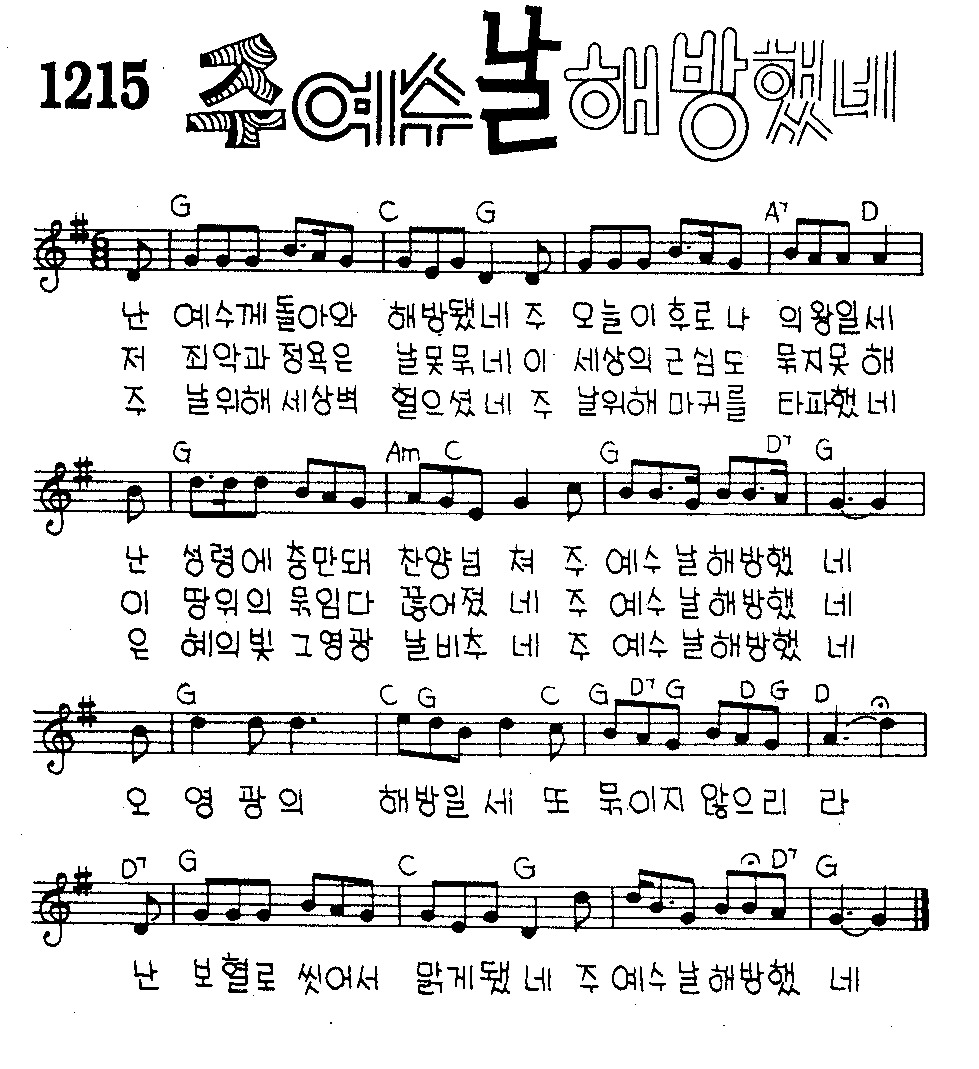 1215 주예수날해방했네
G C G A7 D
난 예수께 돌아와 해방됐네 주 오늘이후로 나 의왕일세
저 죄악과 정욕은 날못묶네 이 세상의 근심도 묶지못해
주 날위해 세상벽 헐으셨네 주 날위해 마귀를 타파했네
G Am C G D7 G
난 성령에 충만돼 찬양넘쳐 주 예수날해방했네
이 땅위의 묶임다 끊어졌네 주 예수날해방했네
은 혜의빛 그영광 날비추네 주 예수날해방했네
G C G C G D7 G D G D
오 영광의 해방일세 또 묶이지 않으리라
D7 G C G D7 G
난 보혈로 씻어서 맑게됐네 주 예수날해방했네